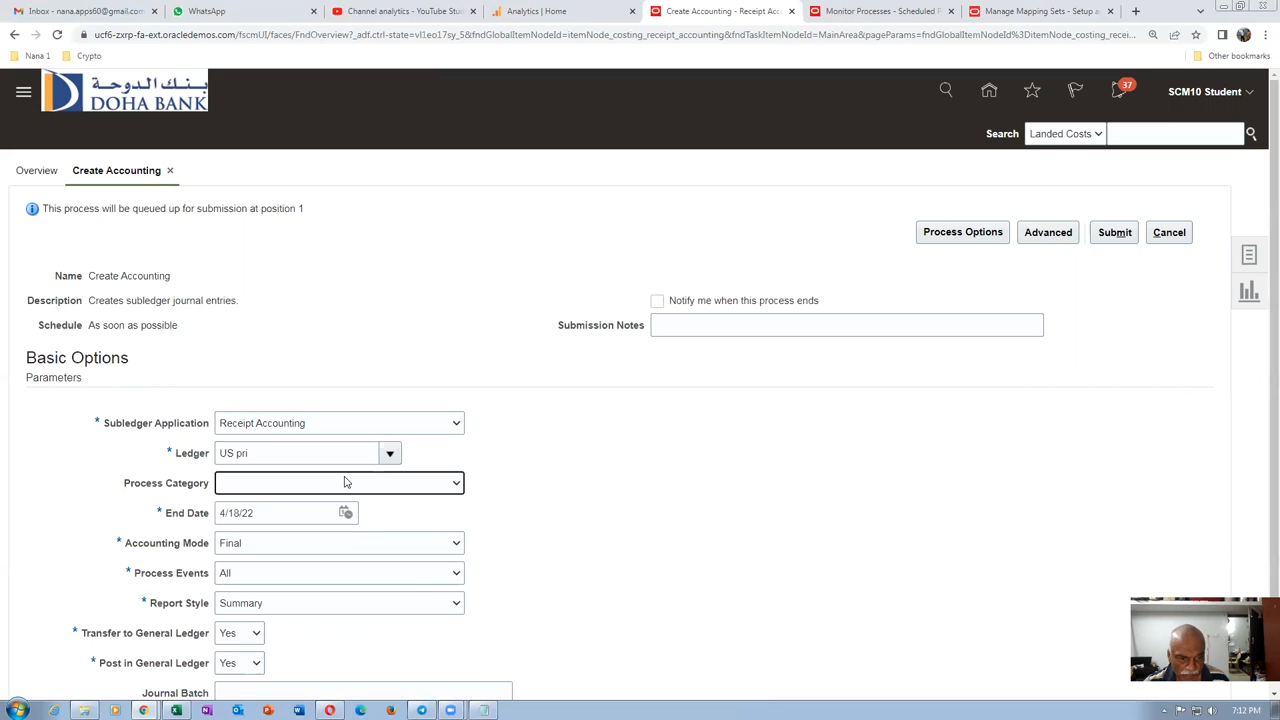 Inbox - nana.apps60@gmail.com
WhatsApp
Channel analytics - YouTube Stu
Analytics | Home
Create Accounting - Receipt Acco
Monitor Processes - Scheduled P
Manage Mapping Sets - Setup a
ucf6-zxrp-fa-ext.oracledemos.com/fscmUI/faces/FndOverview?_adf.ctrl-state=vl1eo17sy_5&fndGlobalItemNodeId=itemNode_costing_receipt_accounting&fndTaskItemNodeId=MainArea&pageParams=fndGlobalItemNodeId%3DitemNode_costing_recei...
Nana 1
Crypto
Other bookmarks
بنك الدوحة
DOHA BANK
37
SCM10 Student
Search
Landed Costs
Overview
Create Accounting
This process will be queued up for submission at position 1
Process Options
Advanced
Submit
Cancel
Name Create Accounting
Description Creates subledger journal entries.
Notify me when this process ends
Schedule As soon as possible
Submission Notes
Basic Options
Parameters
* Subledger Application Receipt Accounting
* Ledger US pri
Process Category
* End Date 4/18/22
* Accounting Mode Final
* Process Events All
* Report Style Summary
* Transfer to General Ledger Yes
* Post in General Ledger Yes
Journal Batch
7:12 PM